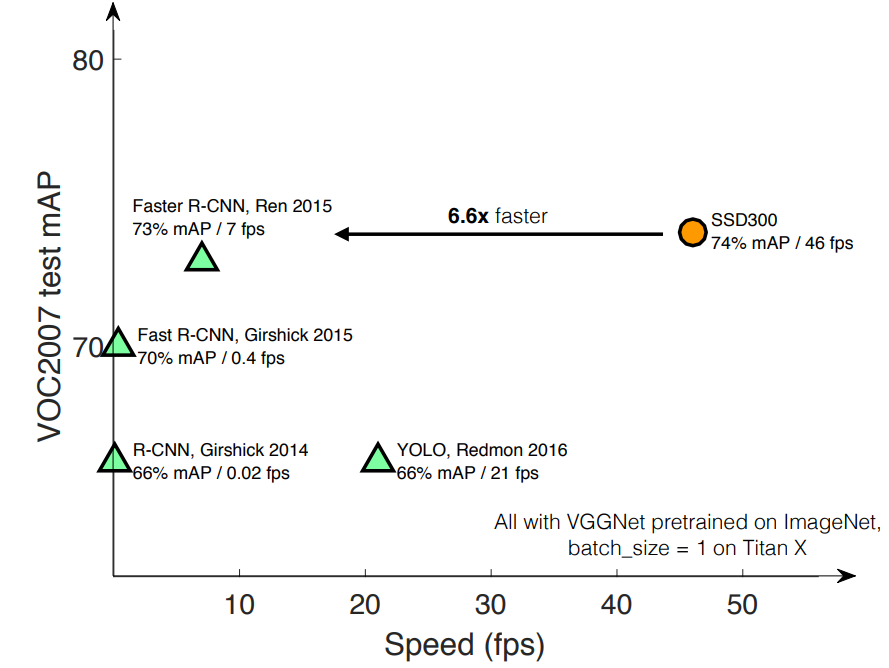 80
Faster R-CNN, Ren 2015
73% mAP / 7 fps
6.6x faster
SSD300
74% mAP / 46 fps
VOC2007 test mAP
70
Fast R-CNN, Girshick 2015
70% mAP / 0.4 fps
R-CNN, Girshick 2014
66% mAP / 0.02 fps
YOLO, Redmon 2016
66% mAP / 21 fps
All with VGGNet pretrained on ImageNet,
batch_size = 1 on Titan X
10 20 30 40 50
Speed (fps)